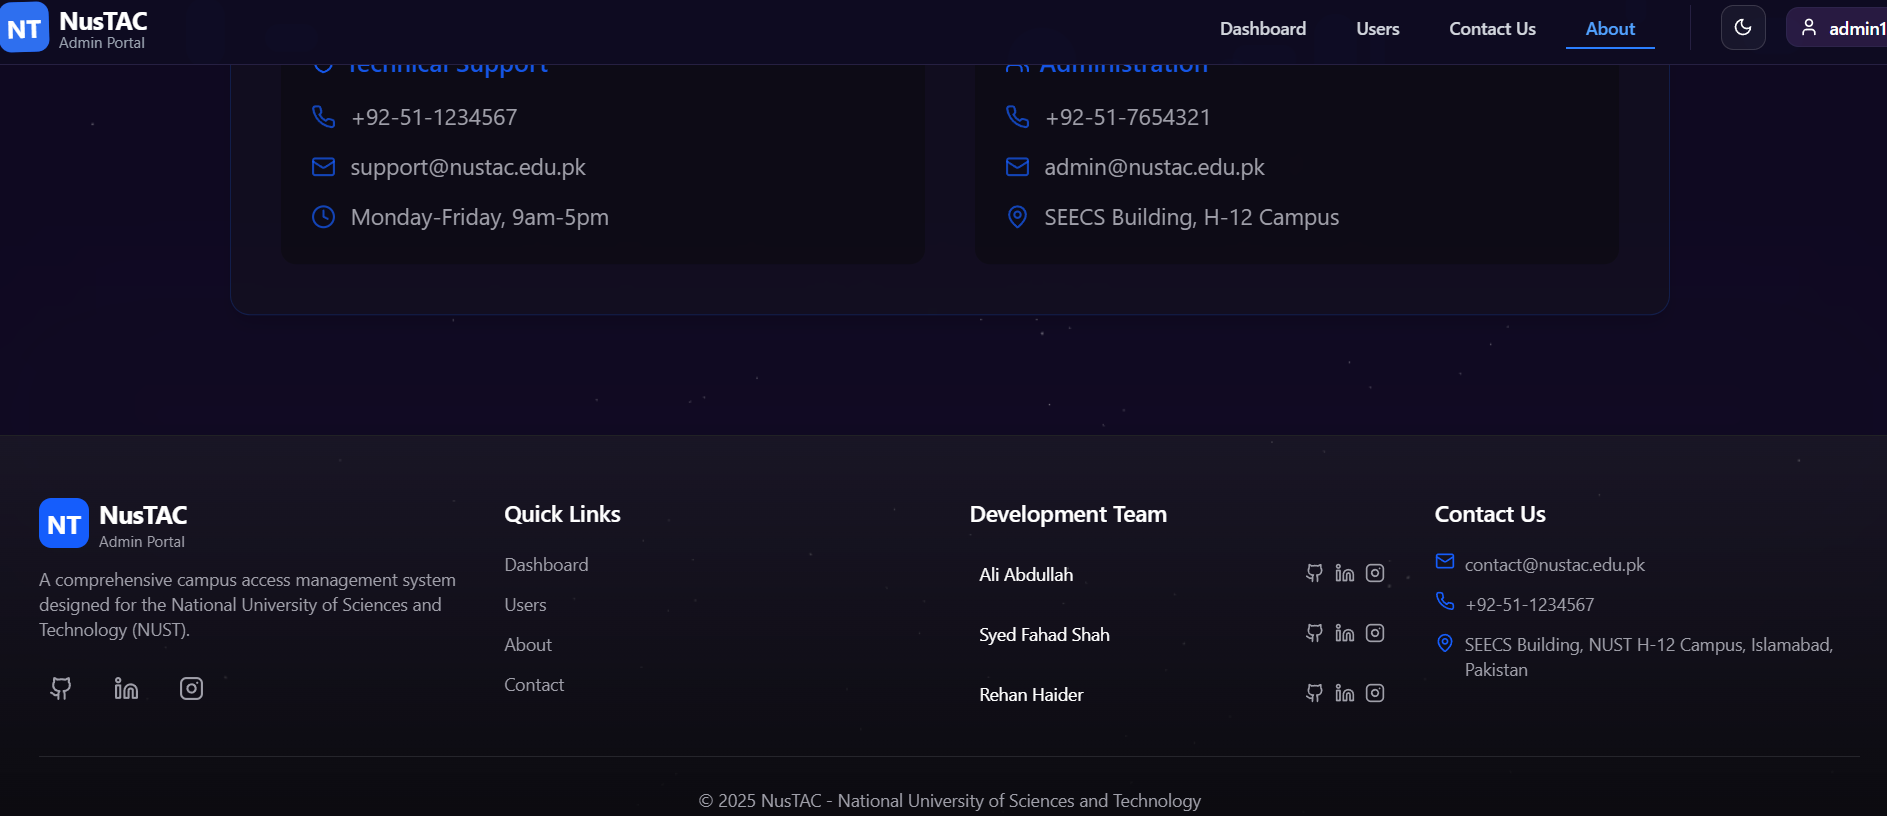 NT
NusTAC
Admin Portal
Dashboard
Users
Contact Us
About
admin1
Technical Support
Administration
+92-51-1234567
+92-51-7654321
support@nustac.edu.pk
admin@nustac.edu.pk
Monday-Friday, 9am-5pm
SEECS Building, H-12 Campus
NT
NusTAC
Admin Portal
A comprehensive campus access management system
designed for the National University of Sciences and
Technology (NUST).
Quick Links
Dashboard
Users
About
Contact
Development Team
Ali Abdullah
Syed Fahad Shah
Rehan Haider
Contact Us
contact@nustac.edu.pk
+92-51-1234567
SEECS Building, NUST H-12 Campus, Islamabad,
Pakistan
© 2025 NusTAC - National University of Sciences and Technology